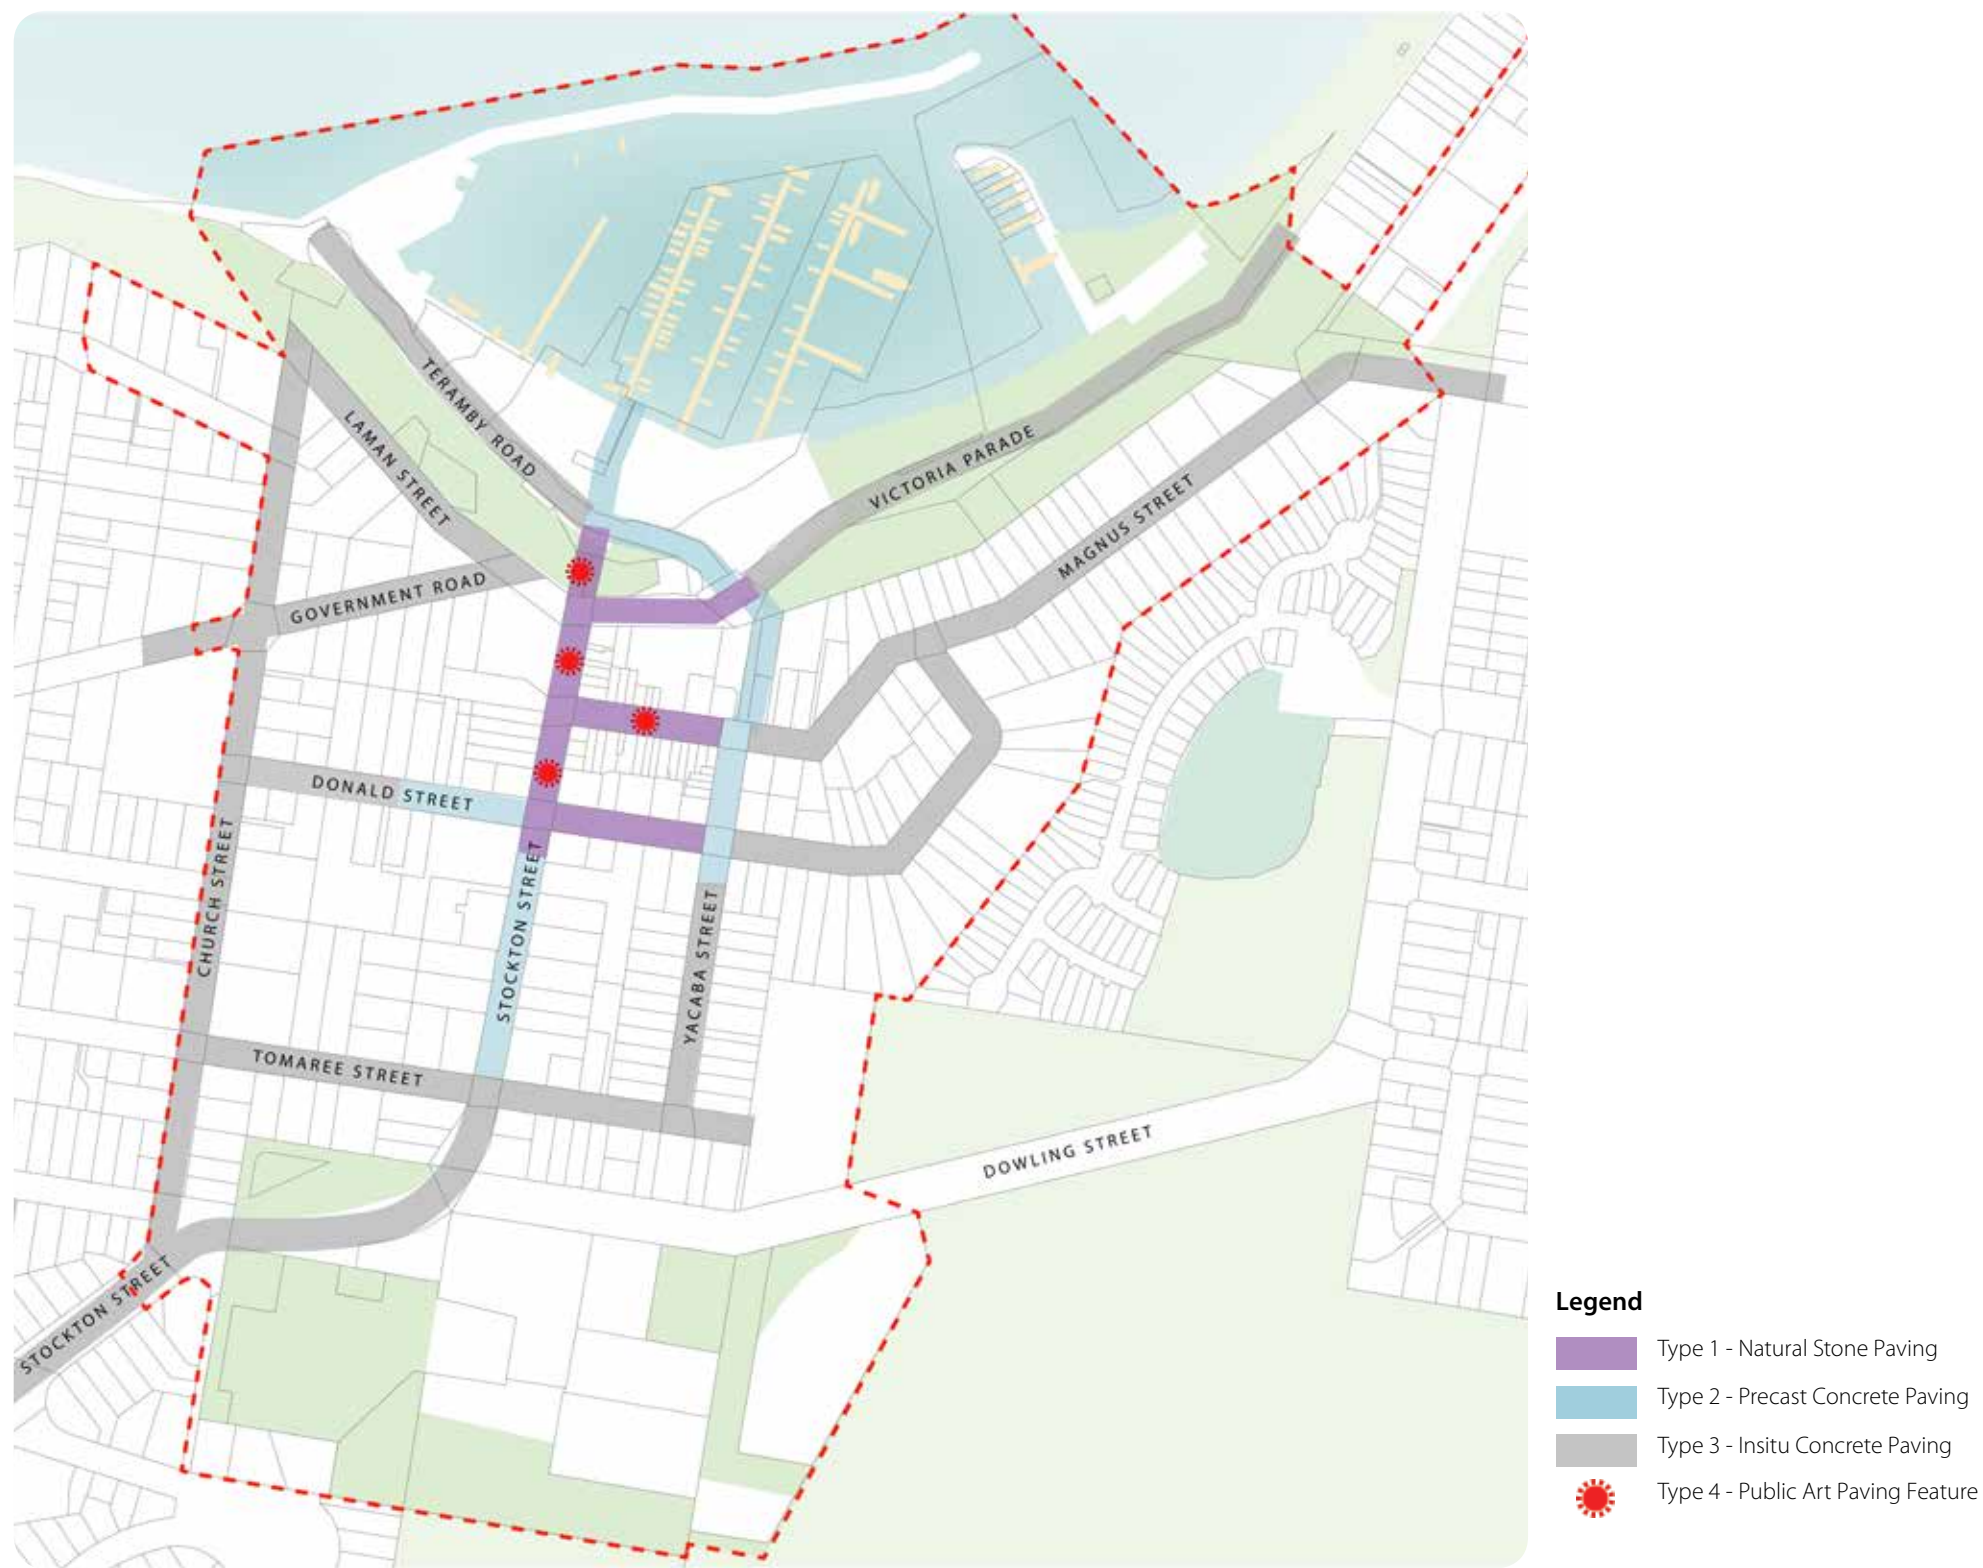 TERAMBY ROAD
LAMAN STREET
VICTORIA PARADE
MAGNUS STREET
GOVERNMENT ROAD
DONALD STREET
CHURCH STREET
STOCKTON STREET
YACABA STREET
TOMAREE STREET
DOWLING STREET
STOCKTON STREET
Legend
Type 1 - Natural Stone Paving
Type 2 - Precast Concrete Paving
Type 3 - Insitu Concrete Paving
Type 4 - Public Art Paving Feature